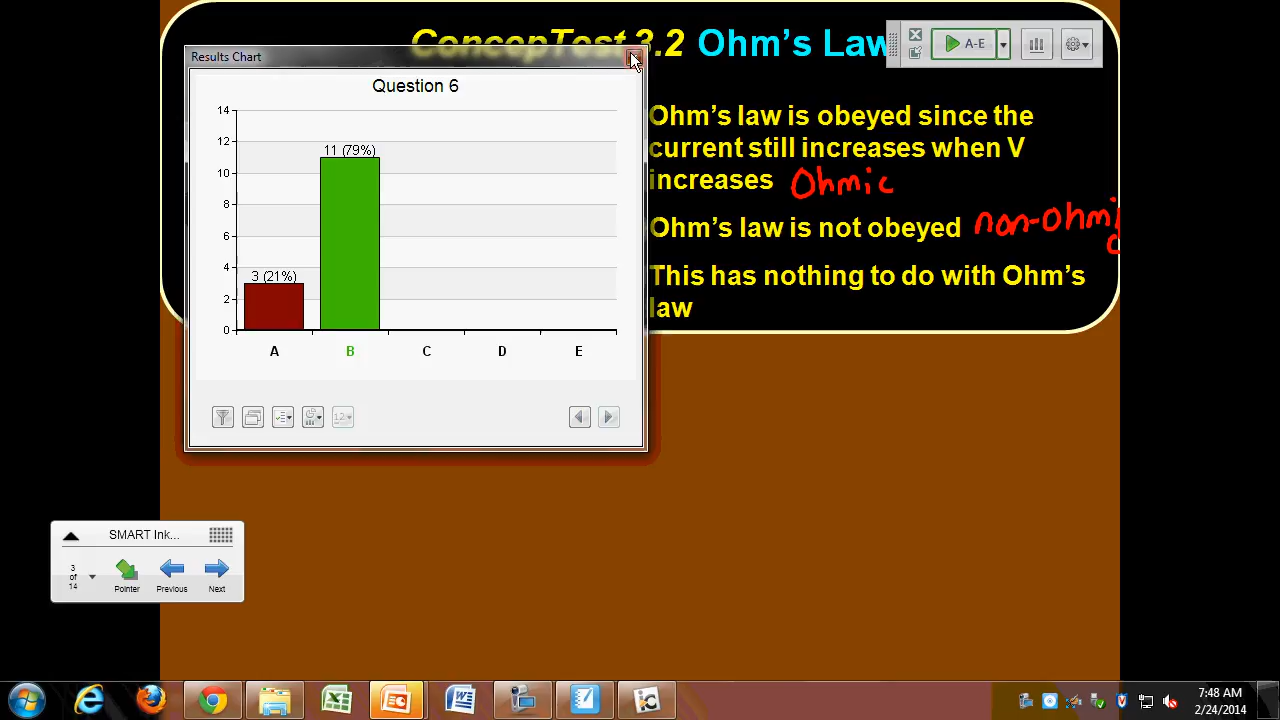 ConcepTest 3.2 Ohm's Law
A-E
Results Chart
Question 6
14
12
10
8
6
4
2
0
11 (79%)
3 (21%)
A B C D E
12
Ohm's law is obeyed since the
current still increases when V
increases Ohmic
Ohm's law is not obeyed non-ohmi
c
This has nothing to do with Ohm's
law
SMART Ink...
3
of
14
Pointer Previous Next
7:48 AM
2/24/2014